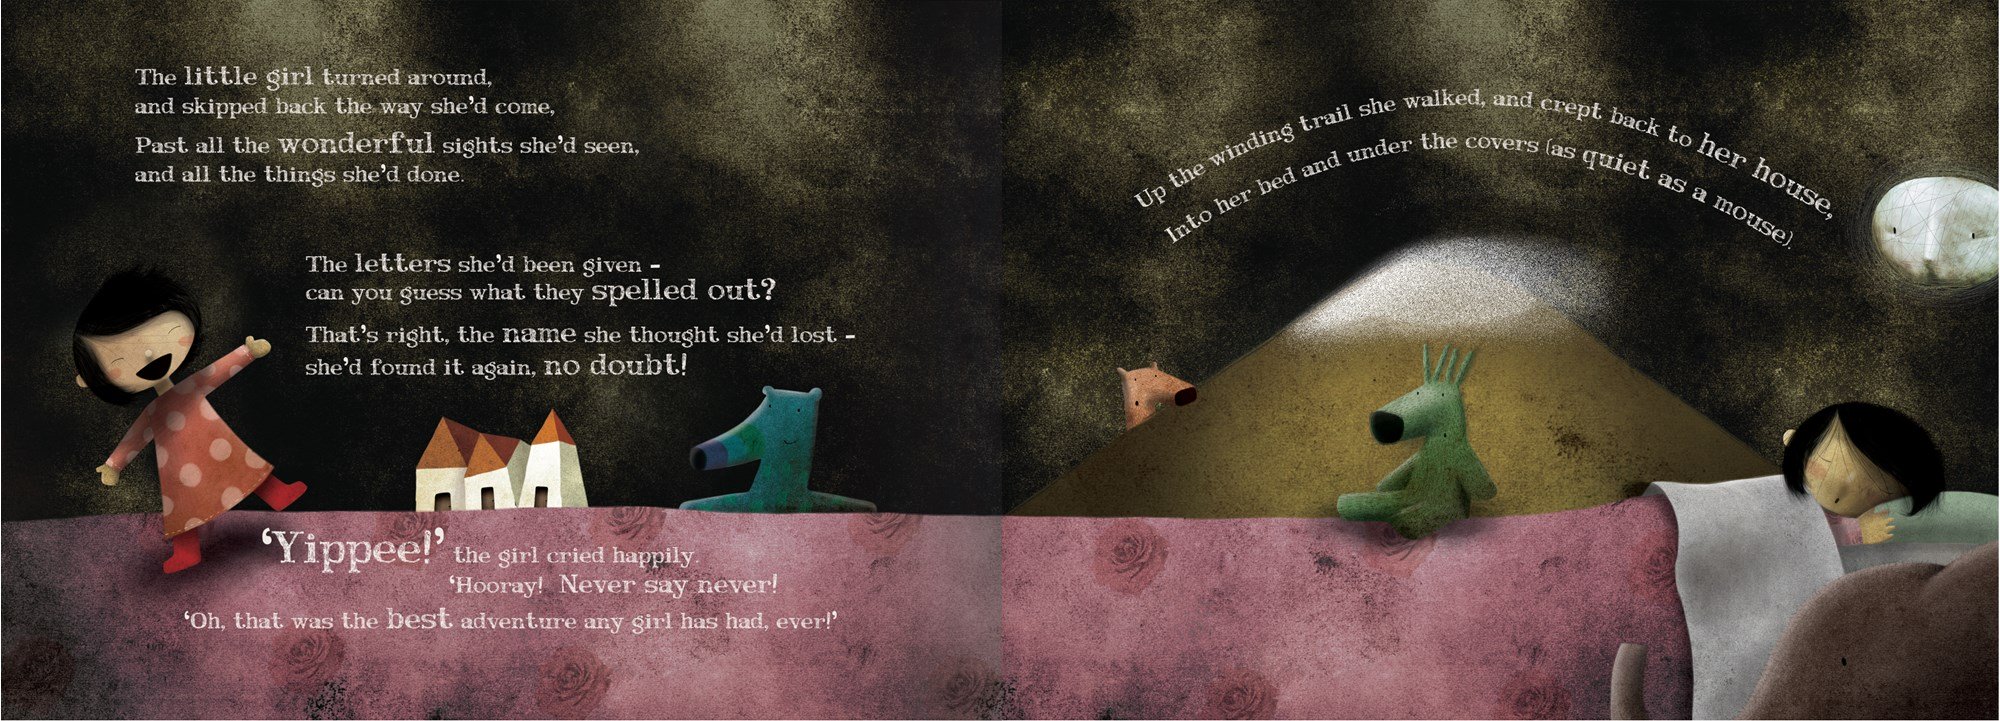 The little girl turned around,
and skipped back the way she'd come,
Past all the wonderful sights she'd seen,
and all the things she'd done.
The letters she'd been given –
can you guess what they spelled out?
That's right, the name she thought she'd lost –
she'd found it again, no doubt!
‘Yippee!’ the girl cried happily.
‘Hooray!  Never say never!
‘Oh, that was the best adventure any girl has had, ever!’
Up the winding trail she walked, and crept back to her house,
Into her bed and under the covers (as quiet as a mouse).